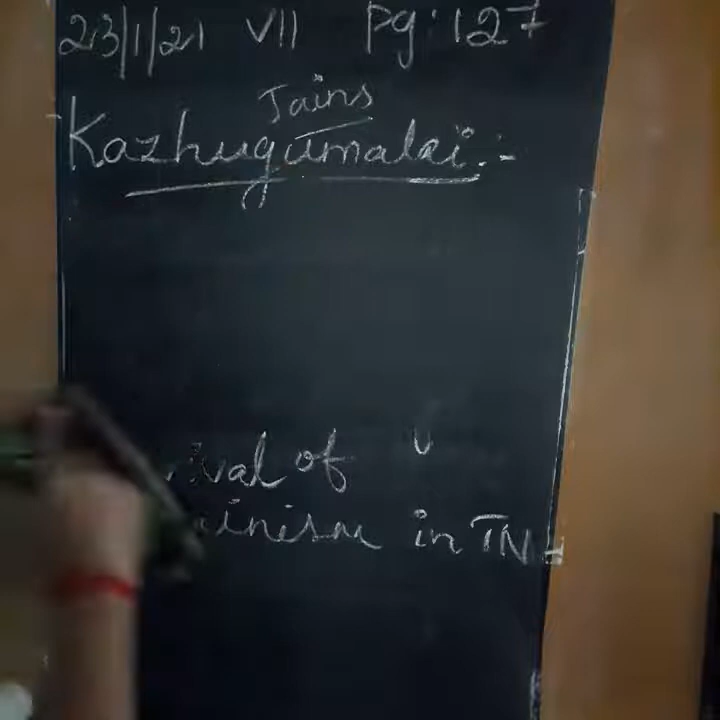 23/1/21 VII Pg: 127
Jains
Kazhugumalai :-
val of
inism in TN